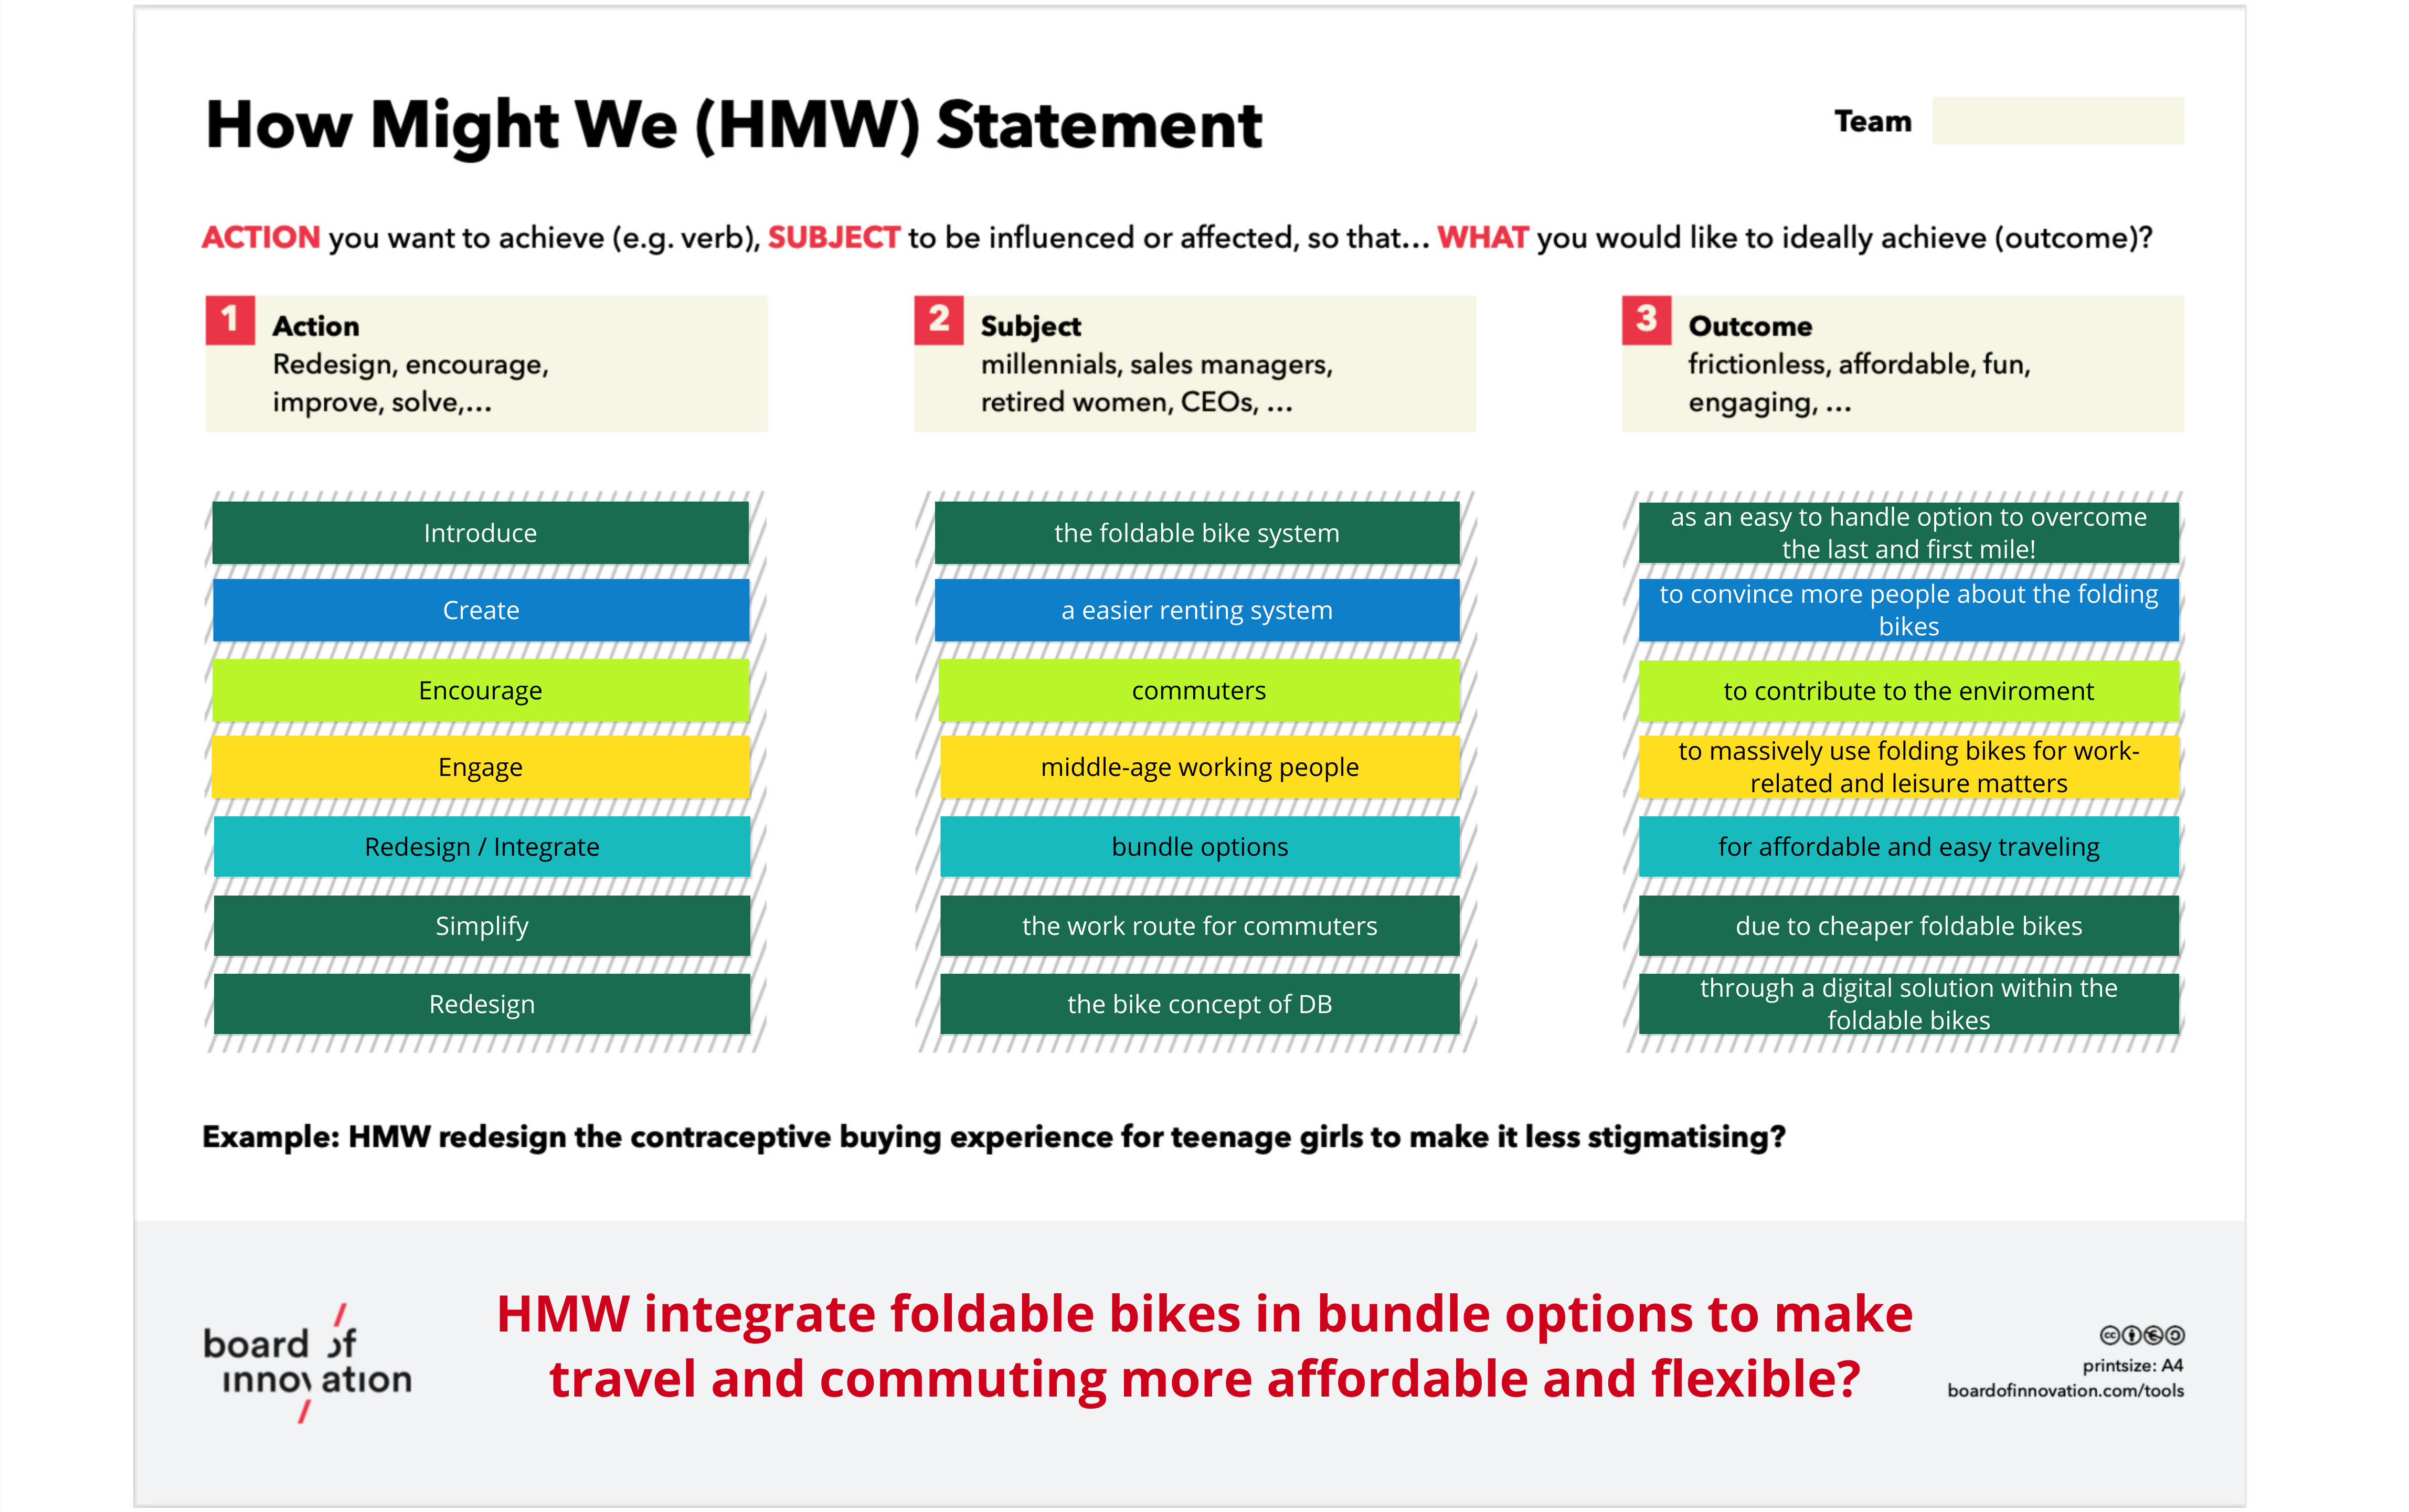 How Might We (HMW) Statement
Team
ACTION you want to achieve (e.g. verb), SUBJECT to be influenced or affected, so that... WHAT you would like to ideally achieve (outcome)?
1
Action
Redesign, encourage,
improve, solve,...
2
Subject
millennials, sales managers,
retired women, CEOs, ...
3
Outcome
frictionless, affordable, fun,
engaging, ...
Introduce
the foldable bike system
as an easy to handle option to overcome
the last and first mile!
Create
a easier renting system
to convince more people about the folding
bikes
Encourage
commuters
to contribute to the enviroment
Engage
middle-age working people
to massively use folding bikes for work-
related and leisure matters
Redesign / Integrate
bundle options
for affordable and easy traveling
Simplify
the work route for commuters
due to cheaper foldable bikes
Redesign
the bike concept of DB
through a digital solution within the
foldable bikes
Example: HMW redesign the contraceptive buying experience for teenage girls to make it less stigmatising?
board of
innovation
HMW integrate foldable bikes in bundle options to make
travel and commuting more affordable and flexible?
printsize: A4
boardofinnovation.com/tools